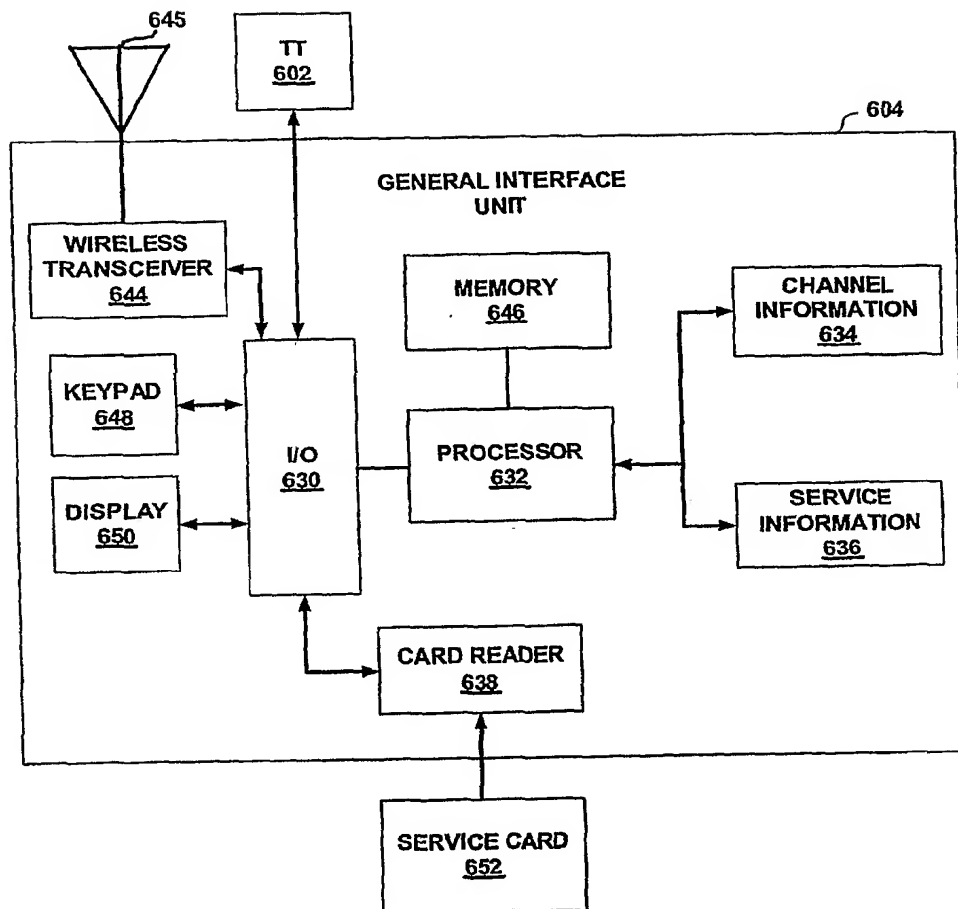 645
TT
602
604
GENERAL INTERFACE
UNIT
WIRELESS
TRANSCEIVER
644
MEMORY
646
CHANNEL
INFORMATION
634
KEYPAD
648
I/O
630
PROCESSOR
632
DISPLAY
650
SERVICE
INFORMATION
636
CARD READER
638
SERVICE CARD
652